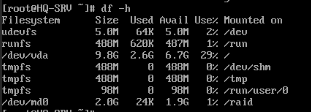 [root@HQ-SRV ~]# df -h
Filesystem Size Used Avail Use% Mounted on
udevfs 5.0M 64K 5.0M 2% /dev
runfs 488M 620K 487M 1% /run
/dev/vda 9.8G 2.6G 6.7G 29% /
tmpfs 488M 0 488M 0% /dev/shm
tmpfs 488M 0 488M 0% /tmp
tmpfs 98M 0 98M 0% /run/user/0
/dev/md0 2.0G 24K 1.9G 1% /raid